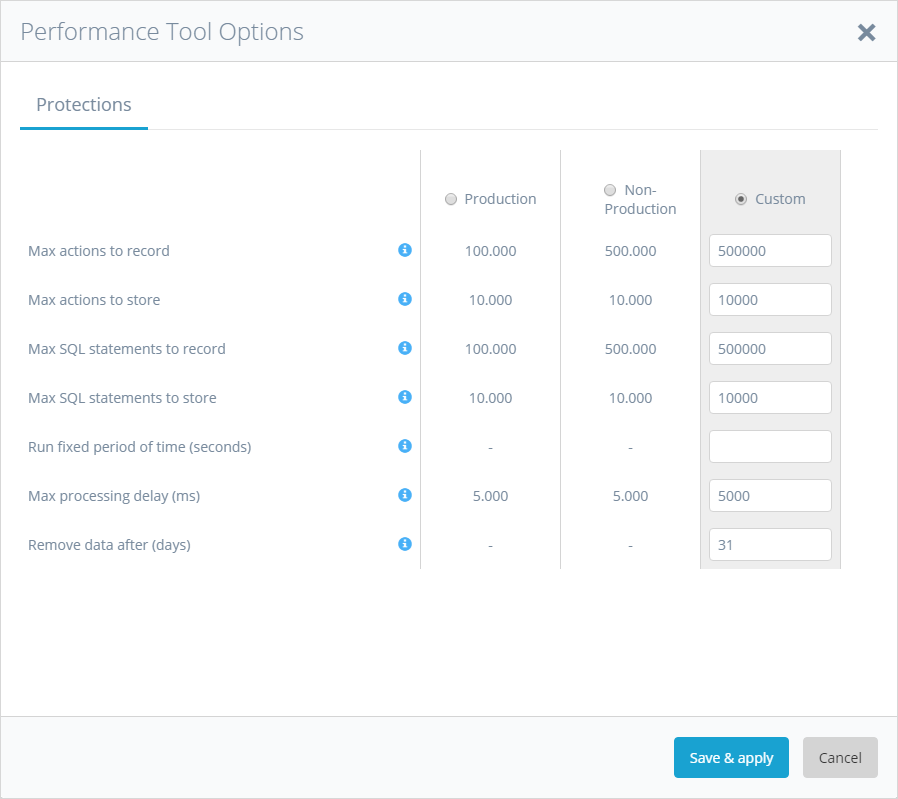 Performance Tool Options
Protections
Production
Non-
Production
Custom
Max actions to record 100.000 500.000 500000
Max actions to store 10.000 10.000 10000
Max SQL statements to record 100.000 500.000 500000
Max SQL statements to store 10.000 10.000 10000
Run fixed period of time (seconds) - -
Max processing delay (ms) 5.000 5.000 5000
Remove data after (days) - - 31
Save & apply Cancel